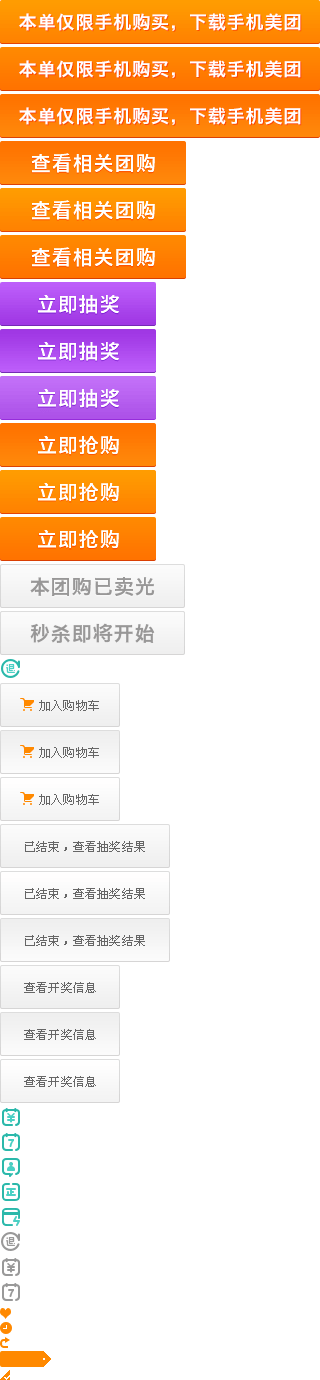 本单仅限手机购买，下载手机美团
本单仅限手机购买，下载手机美团
本单仅限手机购买，下载手机美团
查看相关团购
查看相关团购
查看相关团购
立即抽奖
立即抽奖
立即抽奖
立即抢购
立即抢购
立即抢购
本团购已卖光
秒杀即将开始
退
加入购物车
加入购物车
加入购物车
已结束，查看抽奖结果
已结束，查看抽奖结果
已结束，查看抽奖结果
查看开奖信息
查看开奖信息
查看开奖信息
¥
7
正
退
¥
7